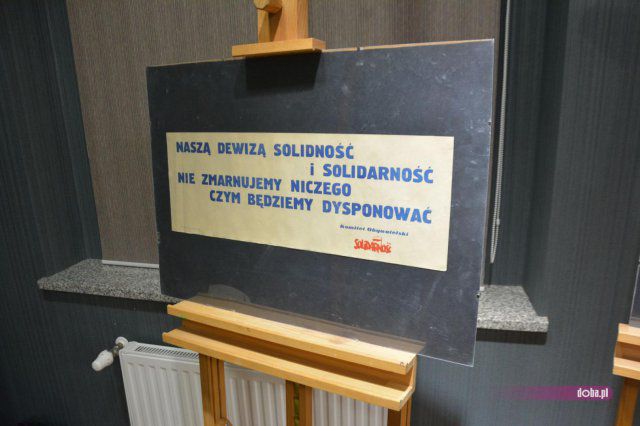 NASZĄ DEWIZĄ SOLIDNOŚĆ
i SOLIDARNOŚĆ
NIE ZMARNUJEMY NICZEGO
CZYM BĘDZIEMY DYSPONOWAĆ
Komitet Obywatelski
SOLIDARNOŚĆ
doba.pl